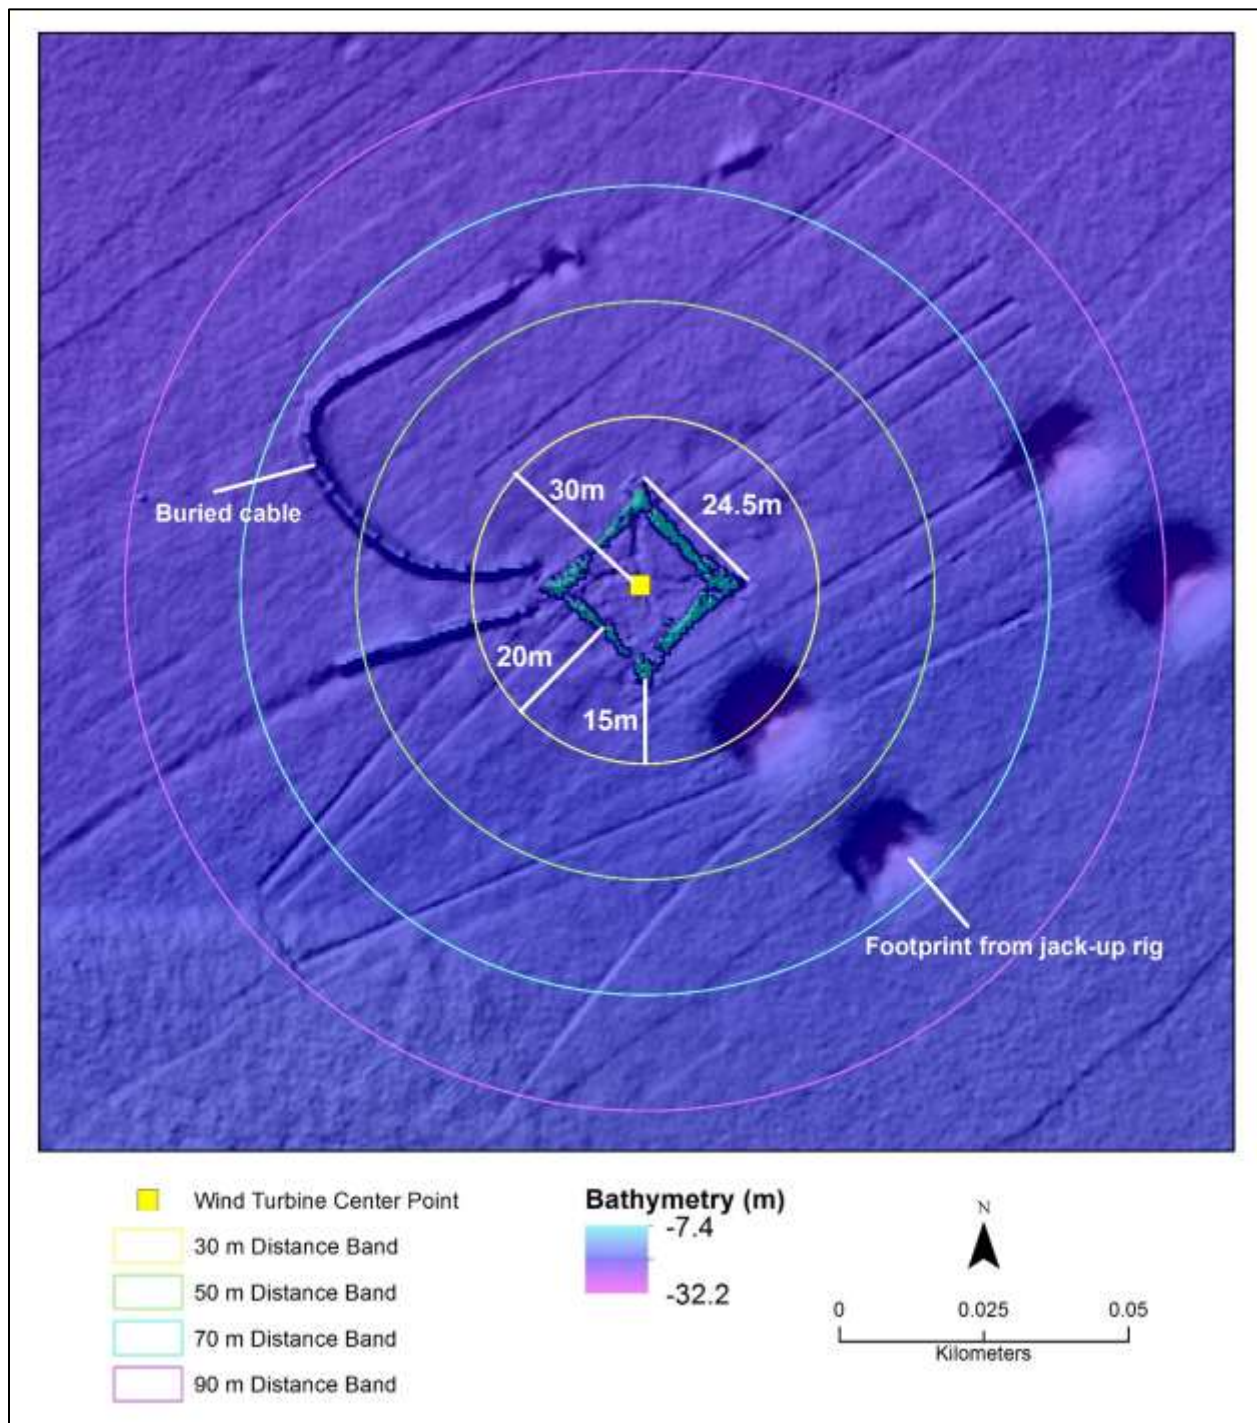 30m
24.5m
Buried cable
20m
15m
Footprint from jack-up rig
Wind Turbine Center Point
30 m Distance Band
50 m Distance Band
70 m Distance Band
90 m Distance Band
Bathymetry (m)
-7.4
-32.2
N
0 0.025 0.05
Kilometers